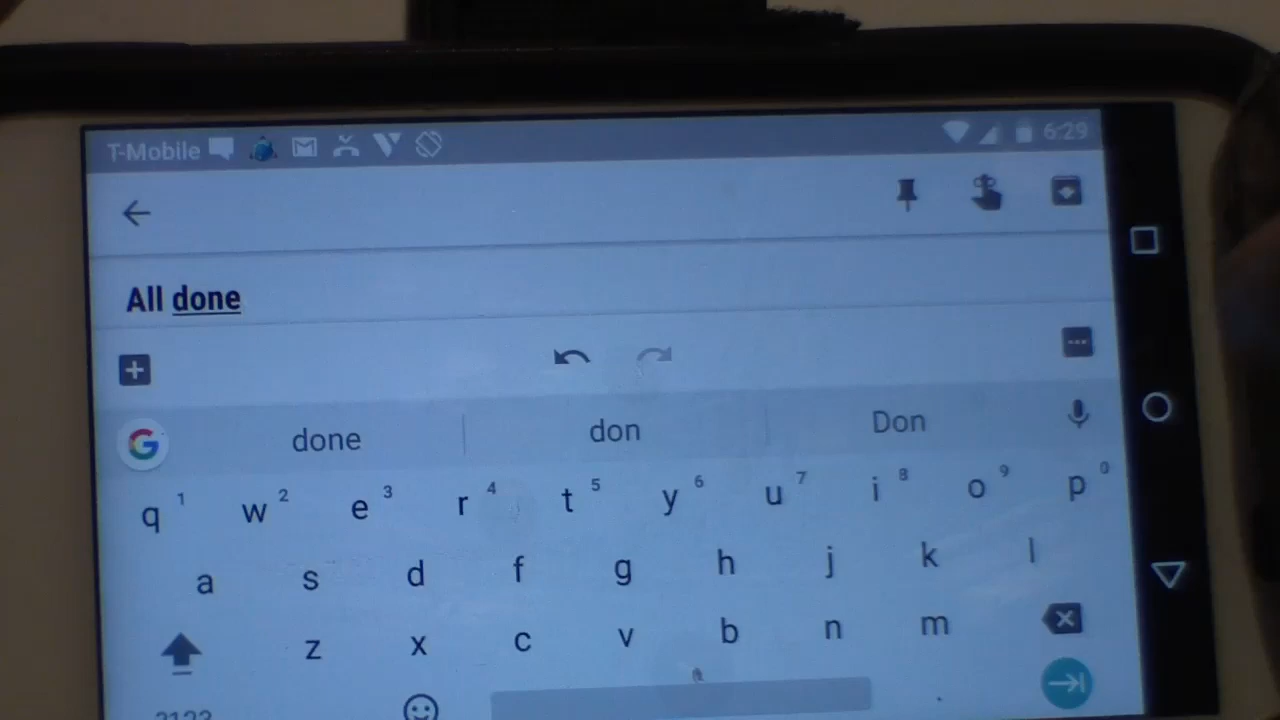 T-Mobile 6:29
All done
G done don Don
q 1 w 2 e 3 r 4 t 5 y 6 u 7 i 8 o 9 p 0
a s d f g h j k l
z x c v b n m
.